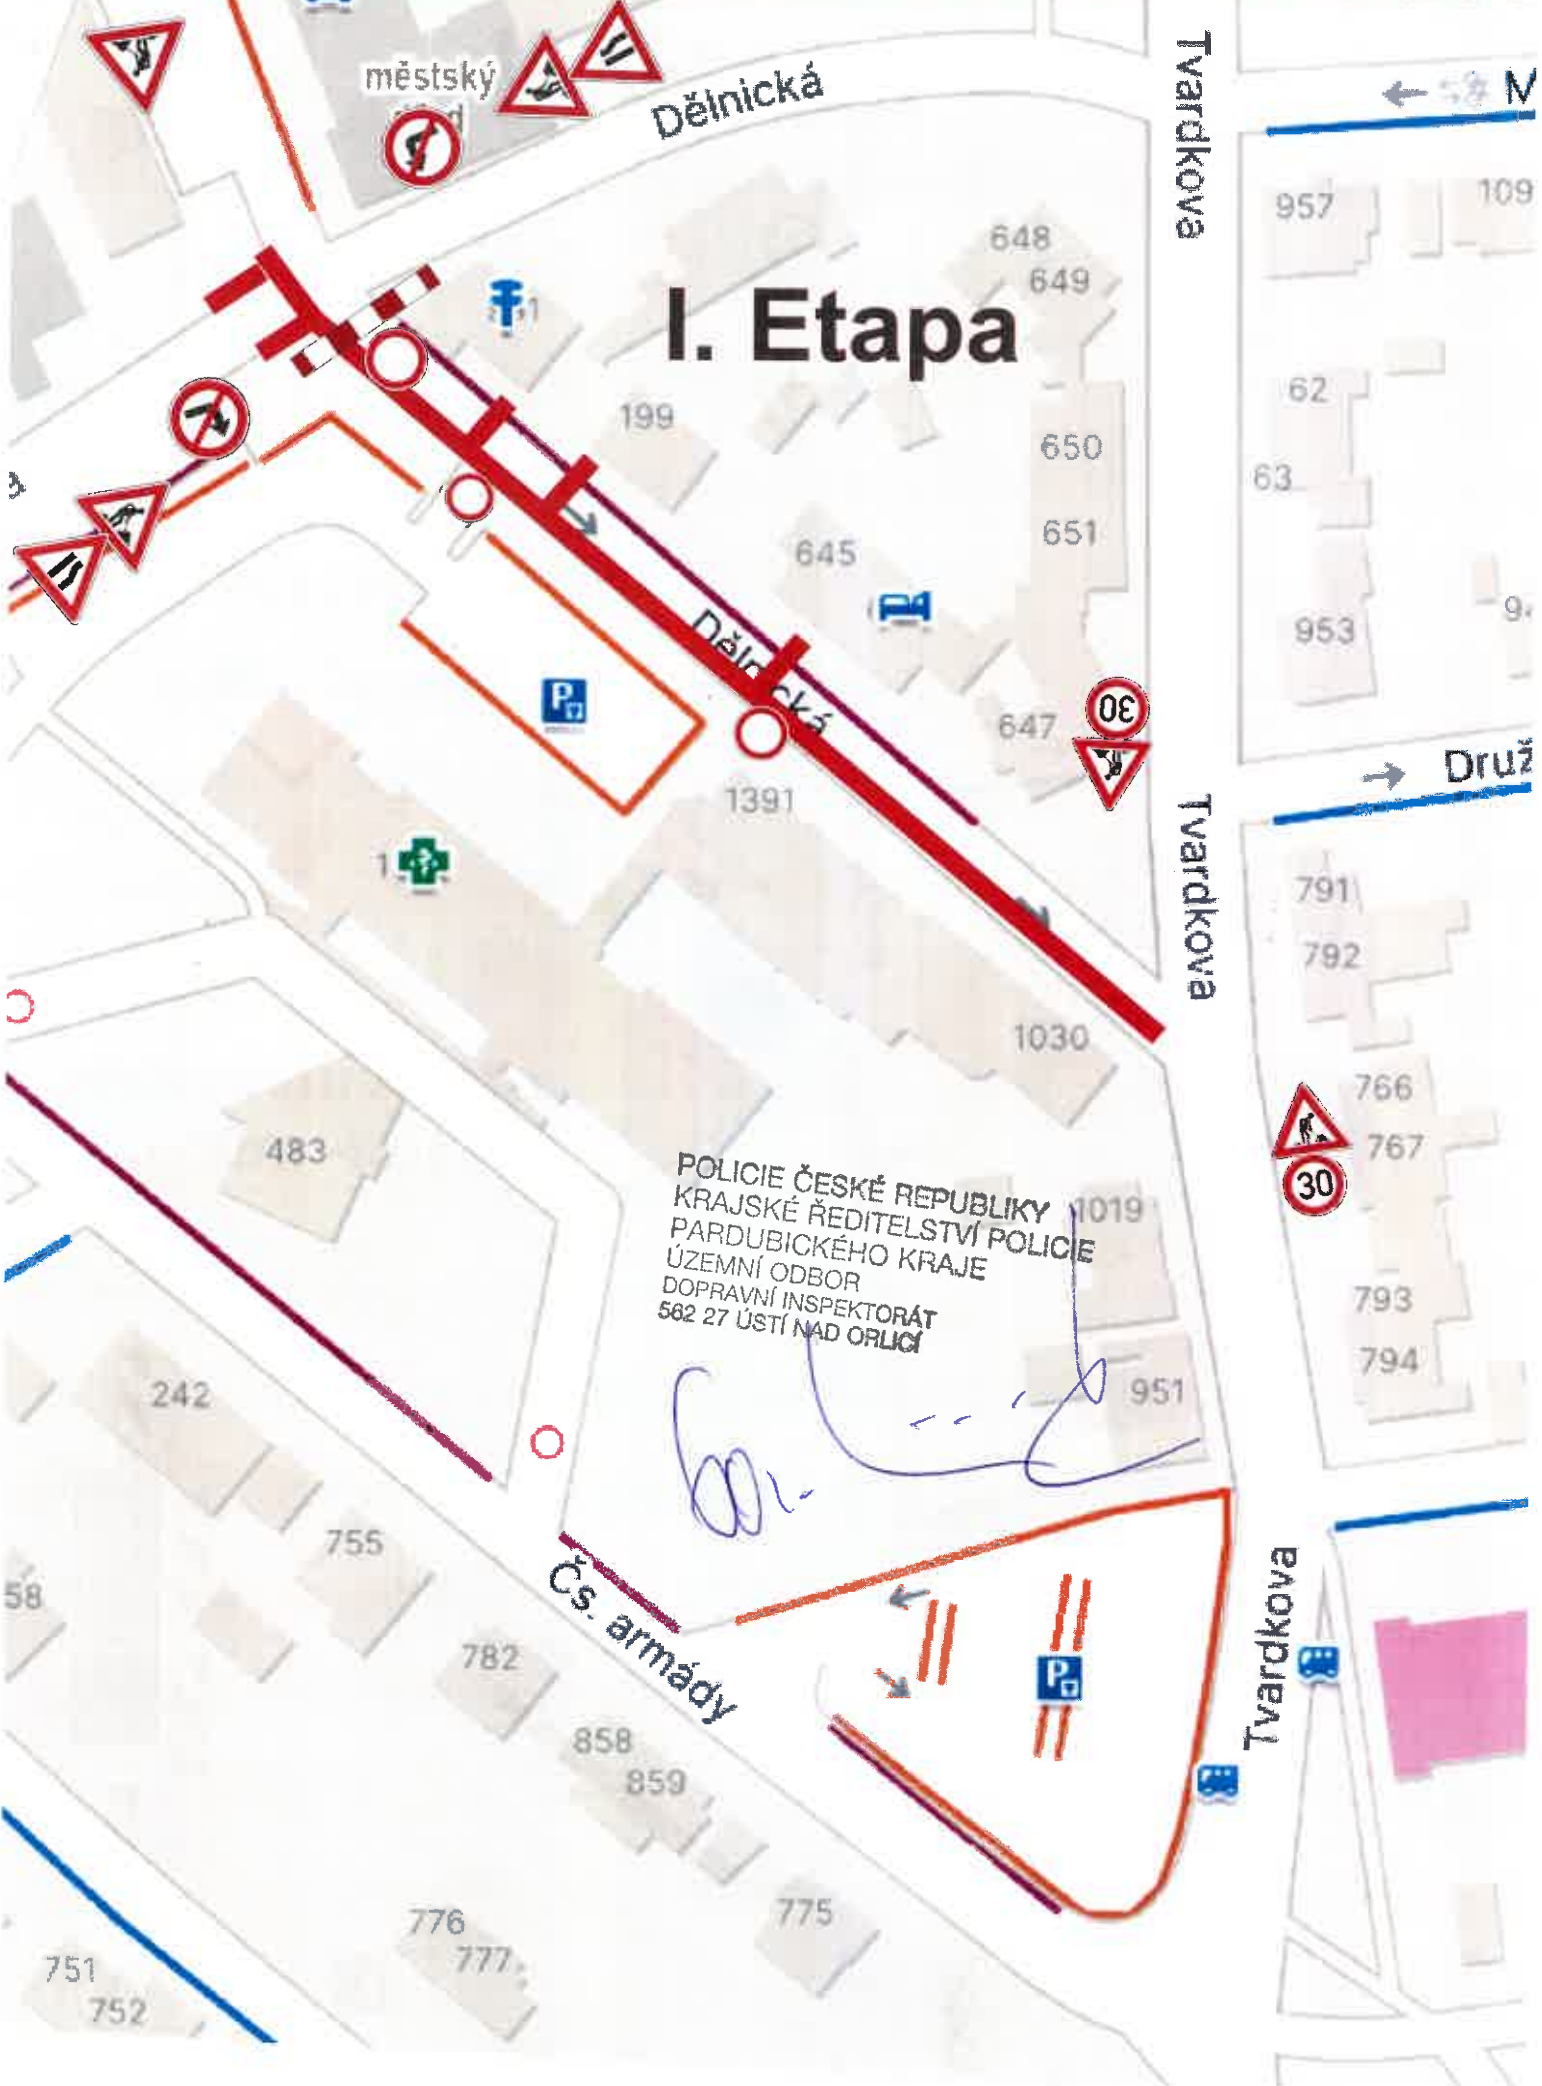 městský
Dělnická
Tvardkova
M
957
109
648
649
I. Etapa
199
62
650
63
651
645
953
Dělnická
P
647
30
Druž
1391
Tvardkova
791
792
1030
766
767
30
483
POLICIE ČESKÉ REPUBLIKY
KRAJSKÉ ŘEDITELSTVÍ POLICIE
PARDUBICKÉHO KRAJE
ÚZEMNÍ ODBOR
DOPRAVNÍ INSPEKTORÁT
562 27 ÚSTÍ NAD ORLICÍ
1019
793
794
242
951
755
58
Čs. armády
Tvardkova
782
P
858
859
776
777
775
751
752